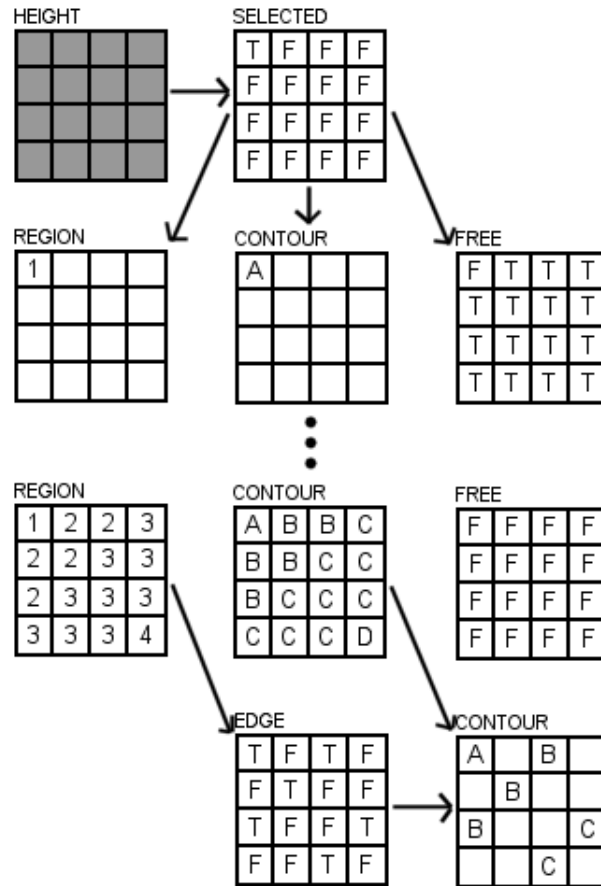 HEIGHT SELECTED
T F F F
F F F F
F F F F
F F F F
REGION CONTOUR FREE
1 A F T T T
T T T T
T T T T
T T T T
REGION CONTOUR FREE
1 2 2 3 A B B C F F F F
2 2 3 3 B B C C F F F F
2 3 3 3 B C C C F F F F
3 3 3 4 C C C D F F F F
EDGE CONTOUR
T F T F A B
F T F F B
T F F T B C
F F T F C